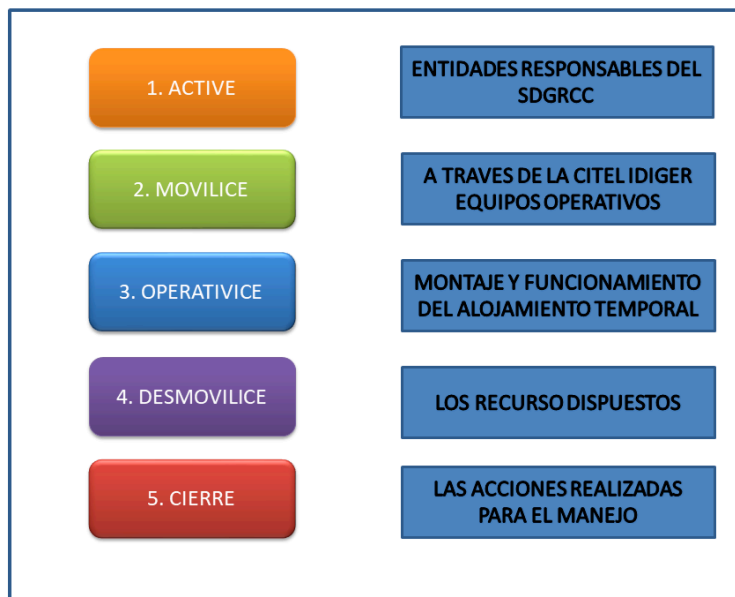 1. ACTIVE
ENTIDADES RESPONSABLES DEL
SDGRCC
2. MOVILICE
A TRAVES DE LA CITEL IDIGER
EQUIPOS OPERATIVOS
3. OPERATIVICE
MONTAJE Y FUNCIONAMIENTO
DEL ALOJAMIENTO TEMPORAL
4. DESMOVILICE
LOS RECURSO DISPUESTOS
5. CIERRE
LAS ACCIONES REALIZADAS
PARA EL MANEJO